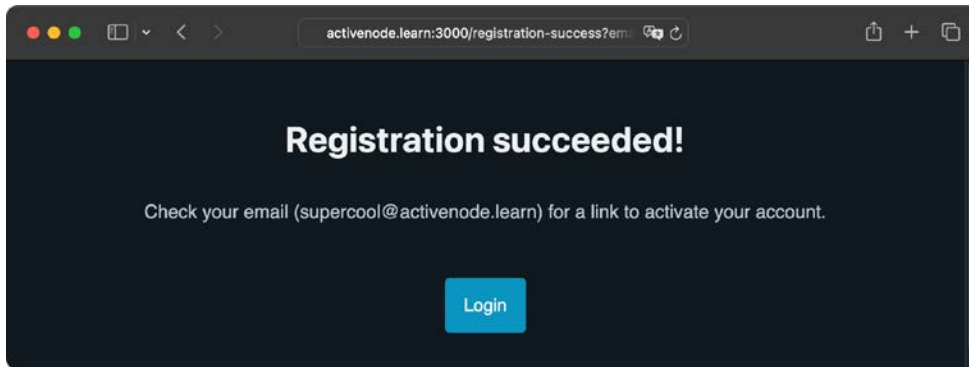 activenode.learn:3000/registration-success?em
Registration succeeded!
Check your email (supercool@activenode.learn) for a link to activate your account.
Login